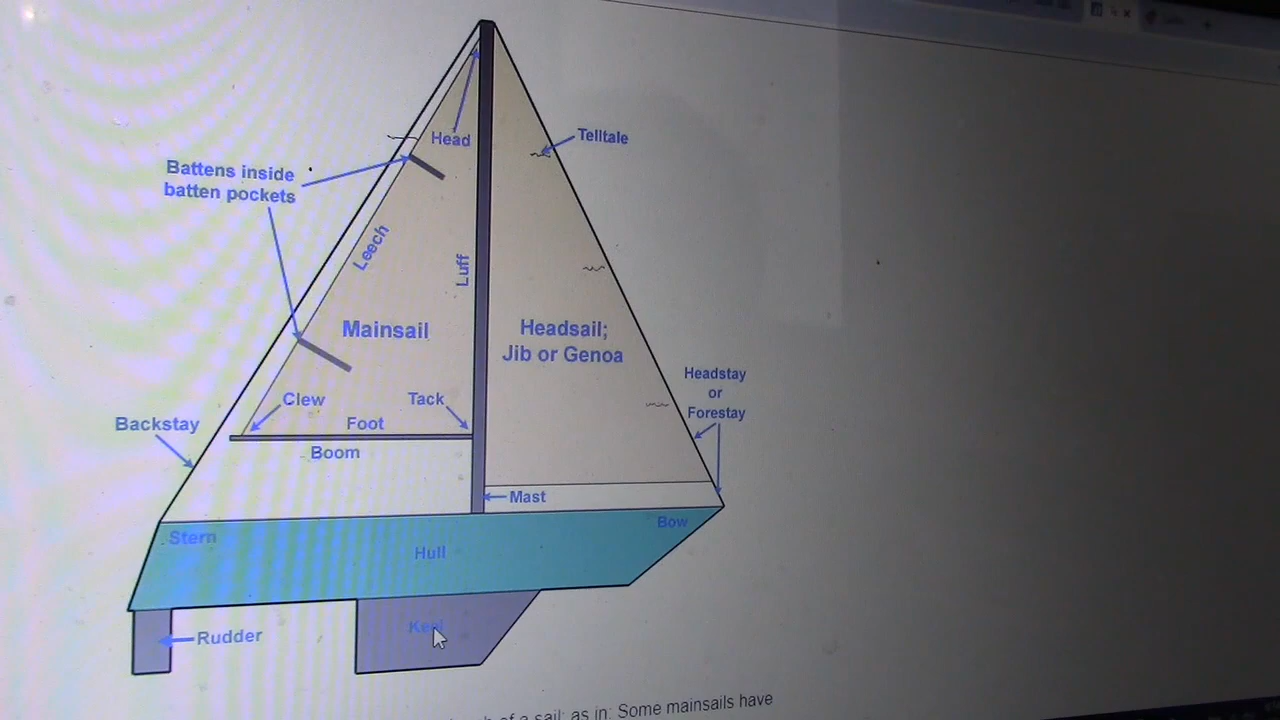 Head
Telltale
Battens inside
batten pockets
Leech
Luff
Mainsail
Headsail;
Jib or Genoa
Headstay
or
Forestay
Clew
Tack
Backstay
Foot
Boom
Mast
Stern
Bow
Hull
Rudder
of a sail; as in: Some mainsails have